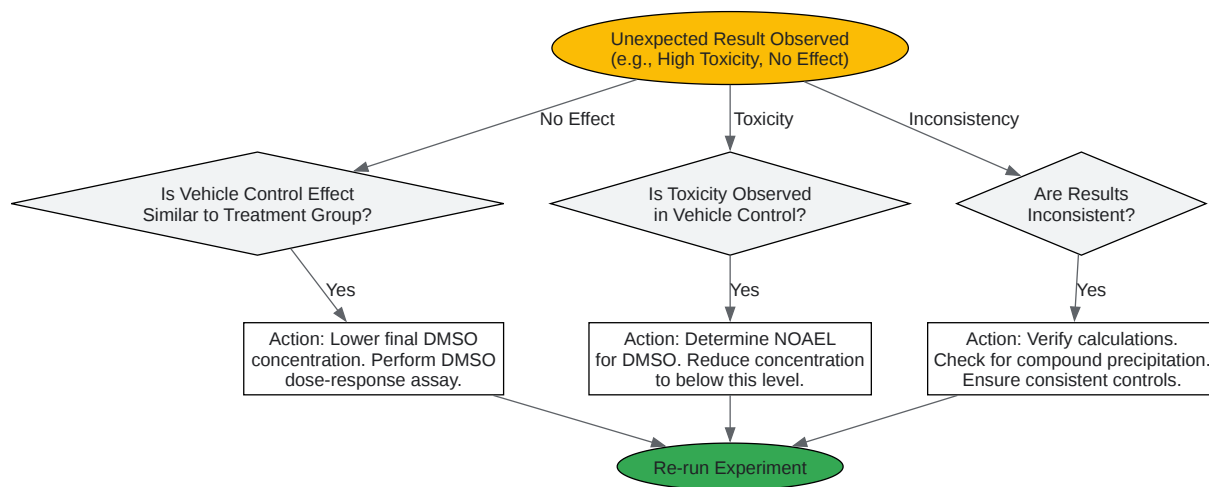 Unexpected Result Observed
(e.g., High Toxicity, No Effect)
No Effect
Toxicity
Inconsistency
Is Vehicle Control Effect
Similar to Treatment Group?
Is Toxicity Observed
in Vehicle Control?
Are Results
Inconsistent?
Yes
Yes
Yes
Action: Lower final DMSO
concentration. Perform DMSO
dose-response assay.
Action: Determine NOAEL
for DMSO. Reduce concentration
to below this level.
Action: Verify calculations.
Check for compound precipitation.
Ensure consistent controls.
Re-run Experiment